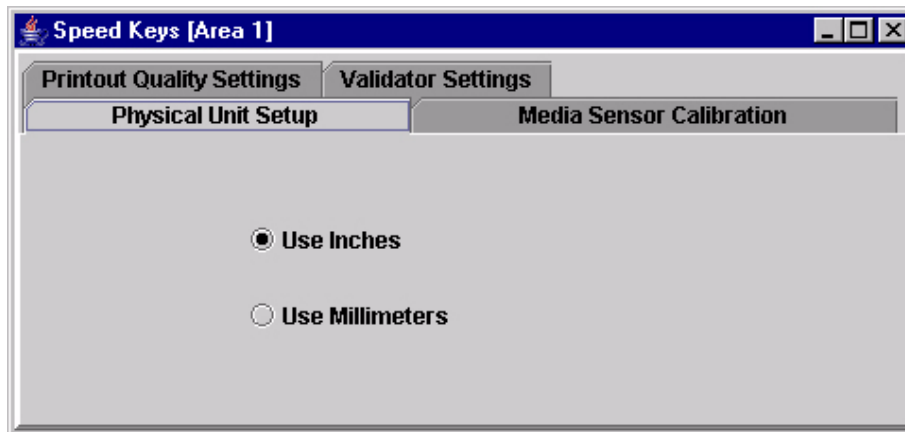 Speed Keys [Area 1]
Printout Quality Settings Validator Settings
Physical Unit Setup Media Sensor Calibration
Use Inches
Use Millimeters